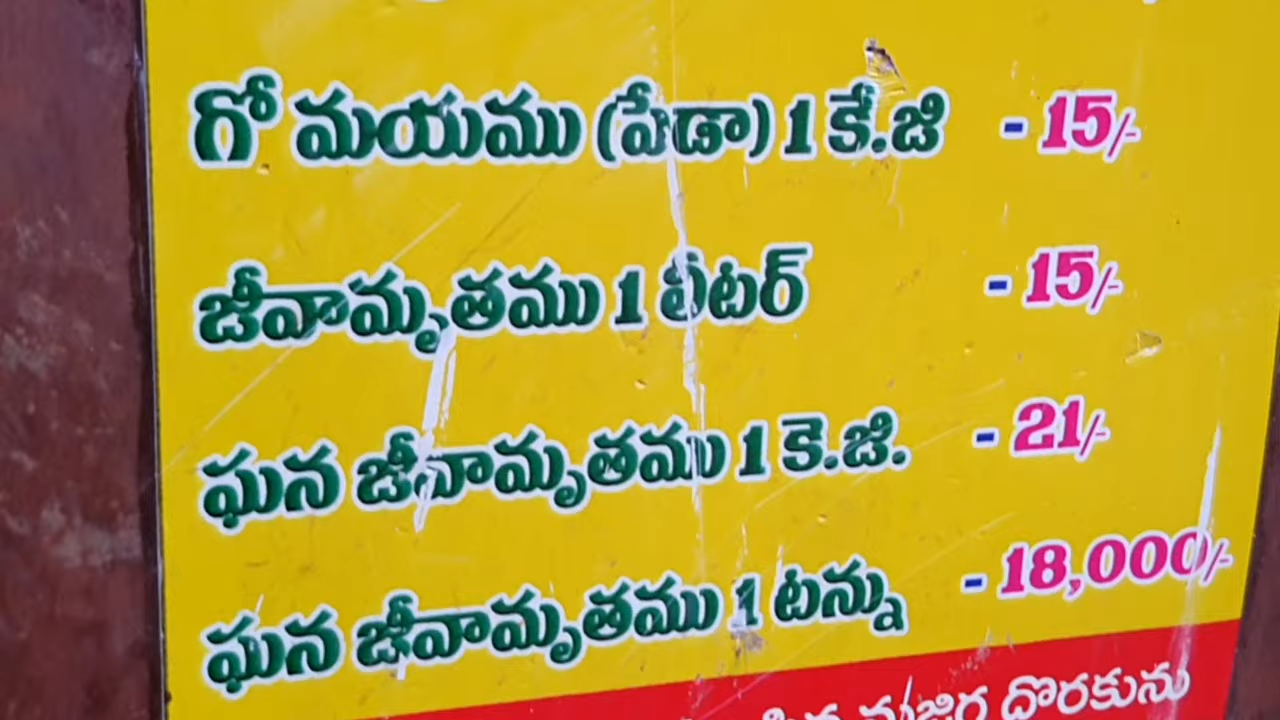 గో మయము (పేడా) 1 కే.జి - 15/-
జీవామృతము 1 లీటర్ - 15/-
ఘన జీవామృతము 1 కె.జి. - 21/-
ఘన జీవామృతము 1 టన్ను - 18,000/-
దొరకును